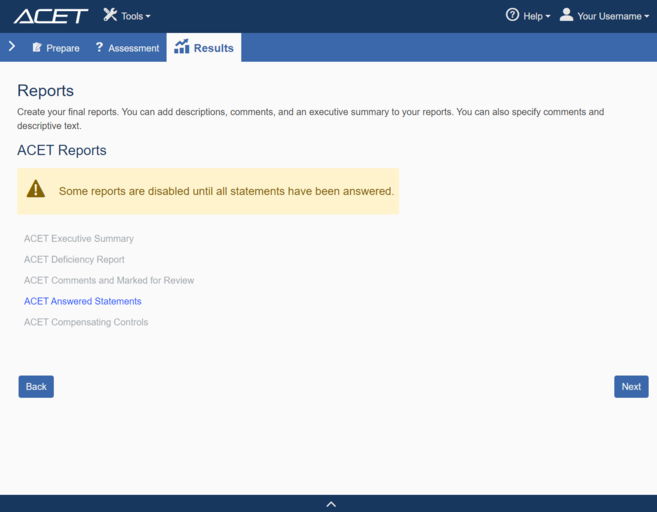 ACET Tools Help Your Username
Prepare ? Assessment Results
Reports
Create your final reports. You can add descriptions, comments, and an executive summary to your reports. You can also specify comments and
descriptive text.
ACET Reports
Some reports are disabled until all statements have been answered.
ACET Executive Summary
ACET Deficiency Report
ACET Comments and Marked for Review
ACET Answered Statements
ACET Compensating Controls
Back Next